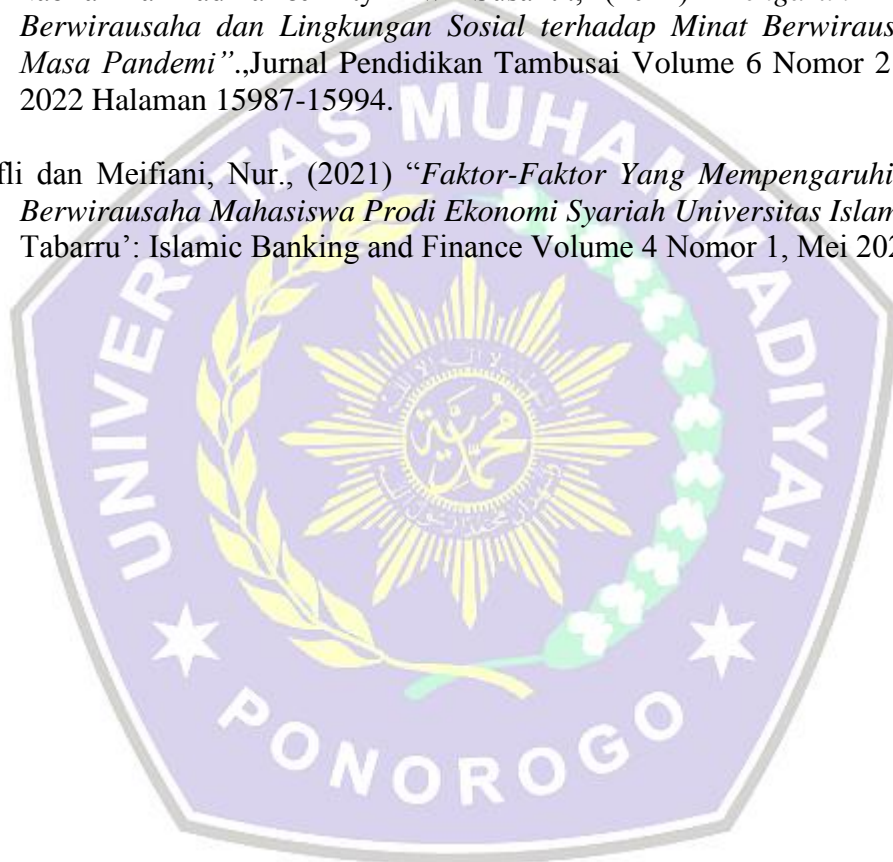 Berwirausaha dan Lingkungan Sosial terhadap Minat Berwiraus
Masa Pandemi”.,Jurnal Pendidikan Tambusai Volume 6 Nomor 2
2022 Halaman 15987-15994.
fli dan Meifiani, Nur., (2021) “Faktor-Faktor Yang Mempengaruhi
Berwirausaha Mahasiswa Prodi Ekonomi Syariah Universitas Islam
Tabarru’: Islamic Banking and Finance Volume 4 Nomor 1, Mei 202
UNIVERSITAS MUHAMMADIYAH
محمدية
PONOROGO